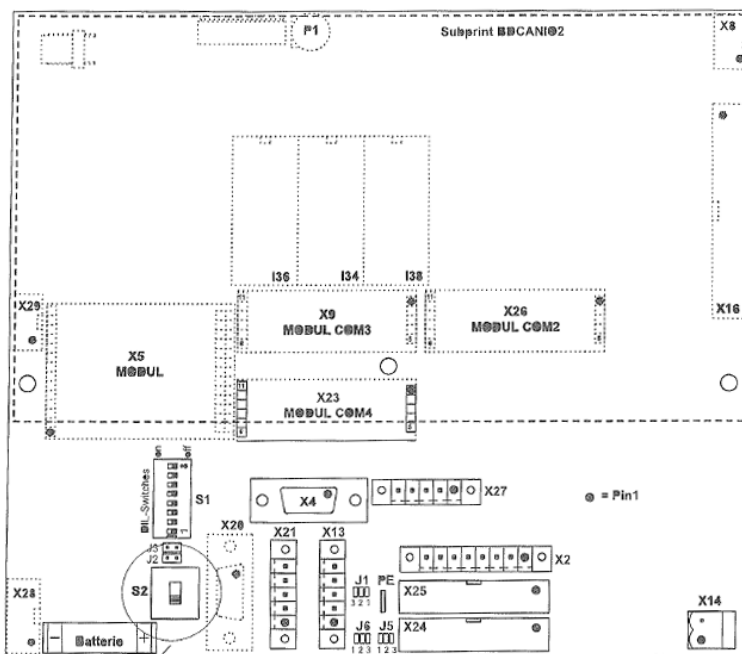 P1
Subprint BDCANIO2
X8
I36
I34
I38
X29
X5
MODUL
X9
MODUL COM3
X26
MODUL COM2
X16
X23
MODUL COM4
on
off
DIL-Switches
S1
X4
X27
= Pin1
X20
X21
X13
J3
J2
X2
S2
J1
3 2 1
PE
X25
X28
X14
J6
1 2 3
J5
1 2 3
X24
Batterie
- +